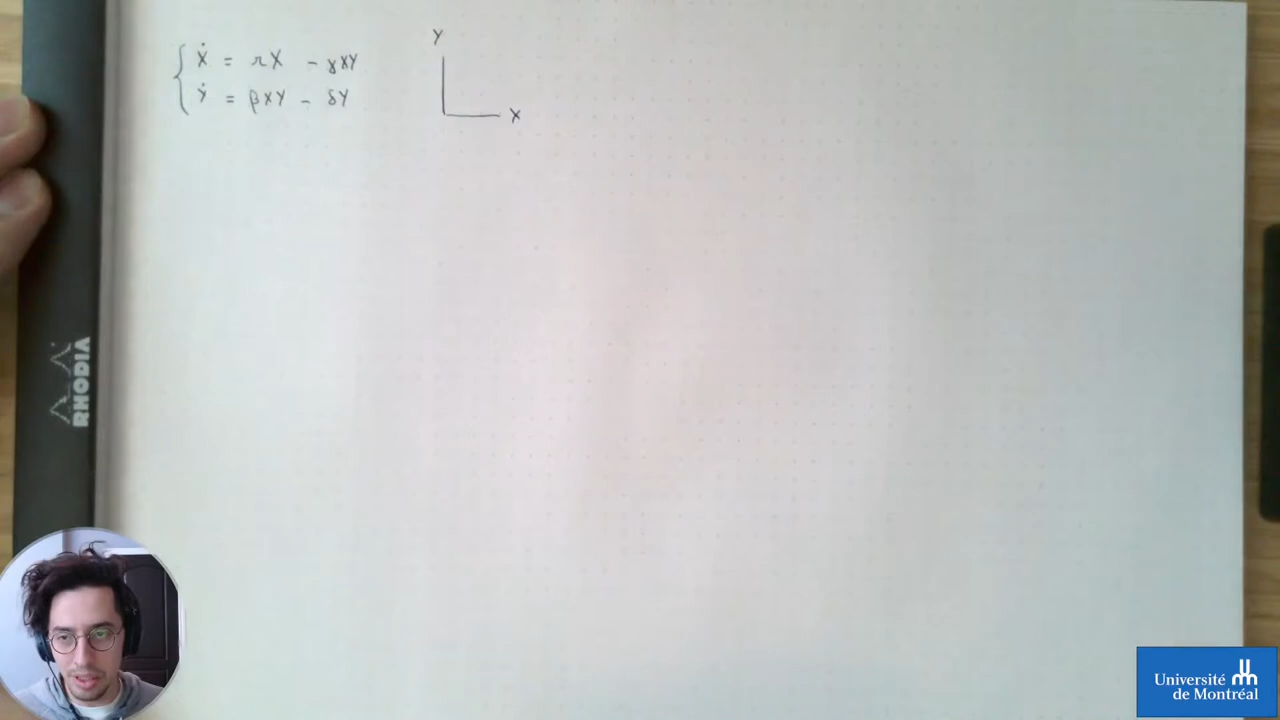 Ẋ = rX - γXY
Ẏ = βXY - δY
Y
X
RHODIA
Université
de Montréal